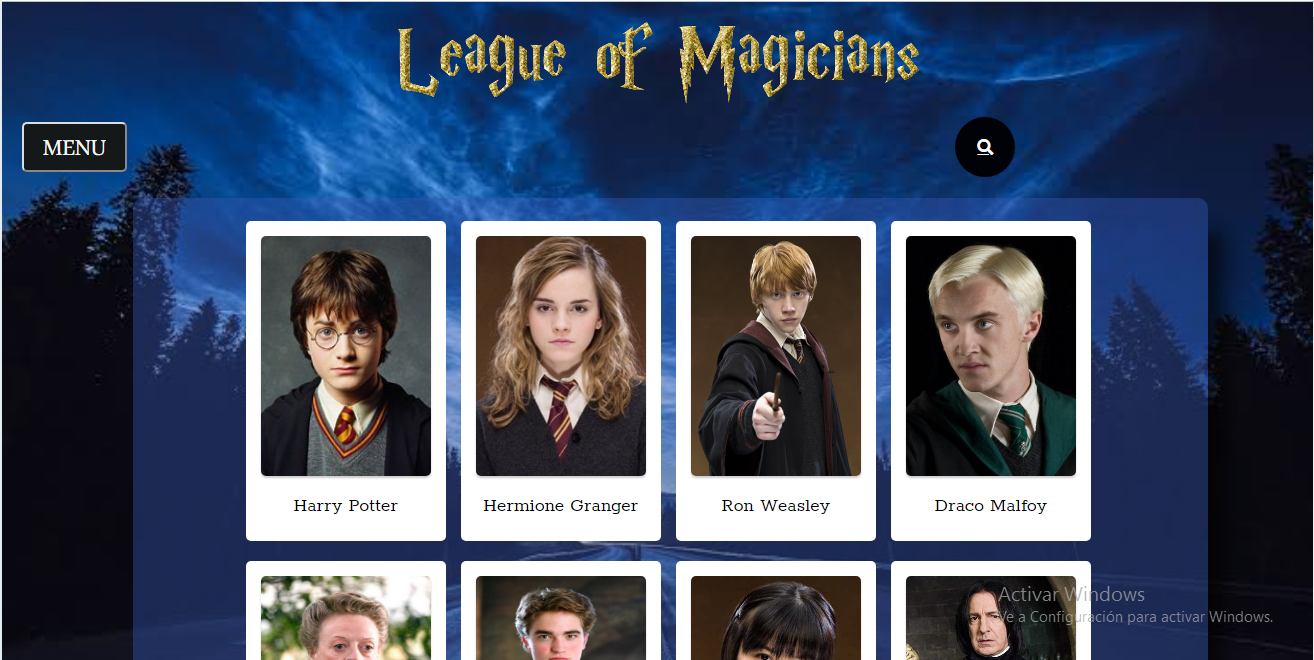 League of Magicians
MENU
Harry Potter
Hermione Granger
Ron Weasley
Draco Malfoy
Activar Windows
Ve a Configuración para activar Windows.